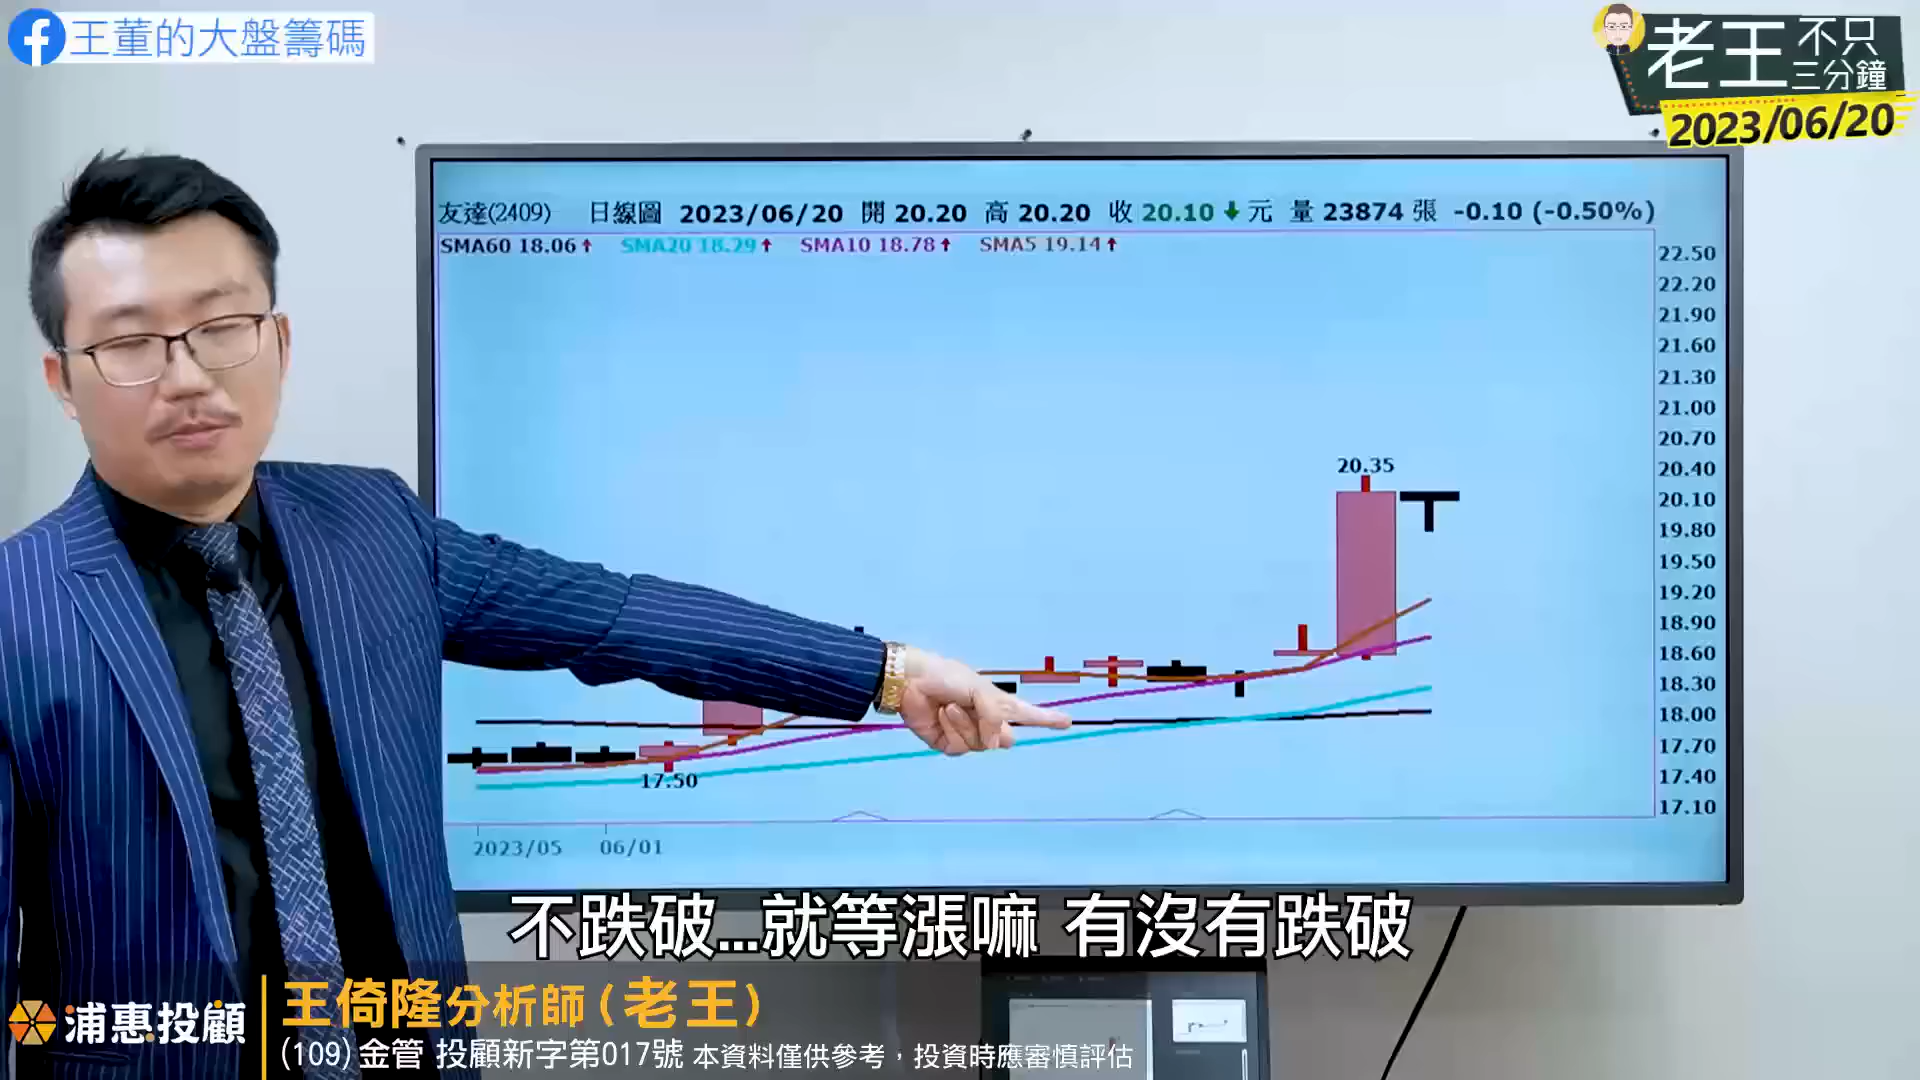 王董的大盤籌碼
老王不只三分鐘
2023/06/20
友達(2409) 日線圖 2023/06/20 開 20.20 高 20.20 收 20.10 元 量 23874 張 -0.10 (-0.50%)
SMA60 18.06 SMA20 18.29 SMA10 18.78 SMA5 19.14
22.50
22.20
21.90
21.60
21.30
21.00
20.70
20.40
20.10
19.80
19.50
19.20
18.90
18.60
18.30
18.00
17.70
17.40
17.10
20.35
17.50
2023/05 06/01
不跌破...就等漲嘛 有沒有跌破
浦惠投顧
王倚隆分析師(老王)
(109)金管 投顧新字第017號 本資料僅供參考，投資時應審慎評估